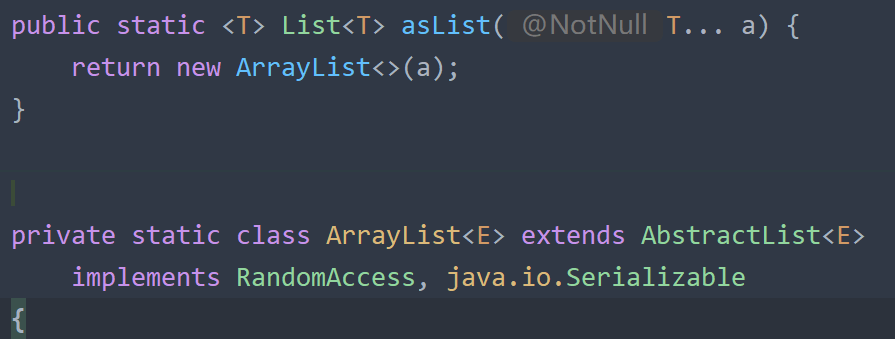 public static <T> List<T> asList( @NotNull T... a) {
    return new ArrayList<>(a);
}
private static class ArrayList<E> extends AbstractList<E>
    implements RandomAccess, java.io.Serializable
{